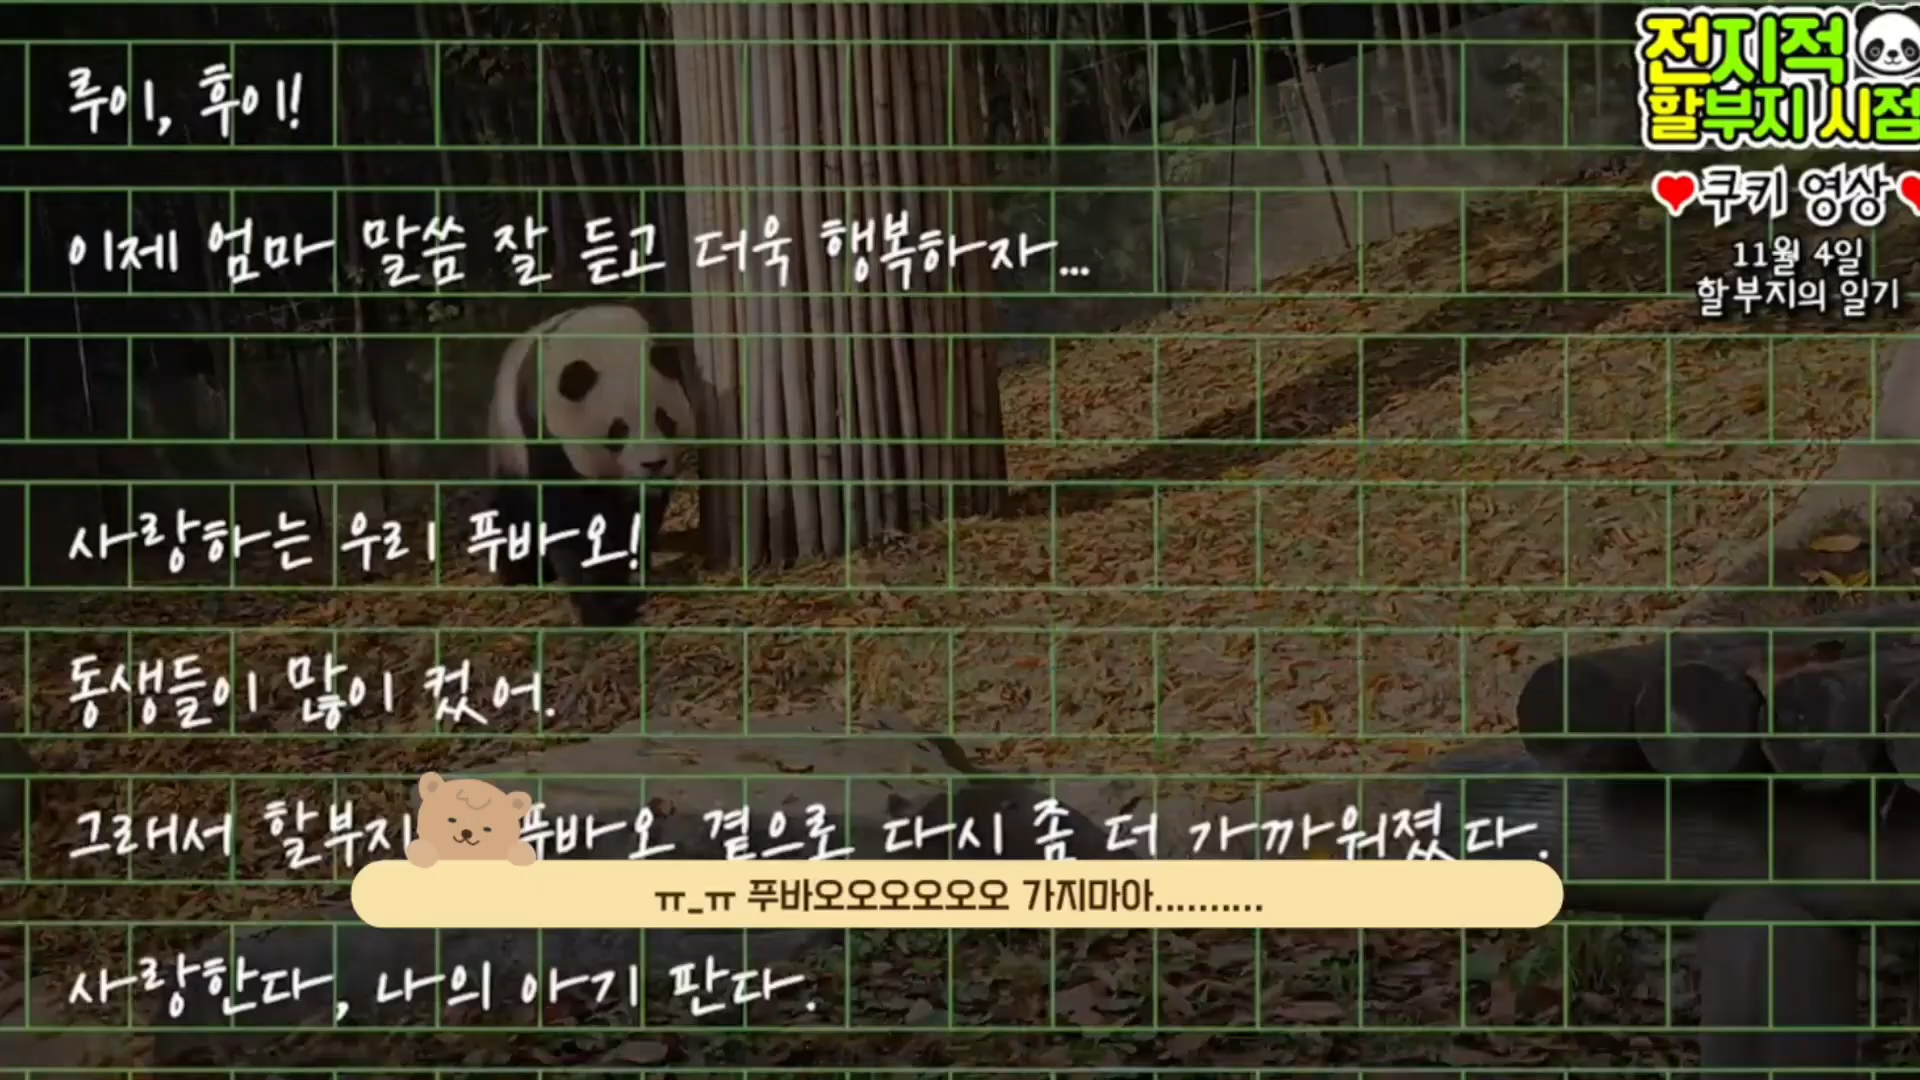 루이, 후이!
이제 엄마 말씀 잘 듣고 더욱 행복하자...
사랑하는 우리 푸바오!
동생들이 많이 컸어.
그래서 할부지 푸바오 곁으로 다시 좀 더 가까워졌다.
ㅠ_ㅠ 푸바오오오오오오 가지마아..........
사랑한다, 나의 아기 판다.
전지적
할부지 시점
쿠키 영상
11월 4일
할부지의 일기